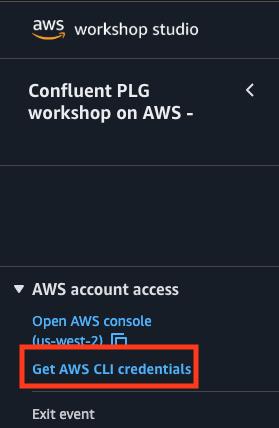 aws workshop studio
Confluent PLG
workshop on AWS -
AWS account access
Open AWS console
(us-west-2)
Get AWS CLI credentials
Exit event